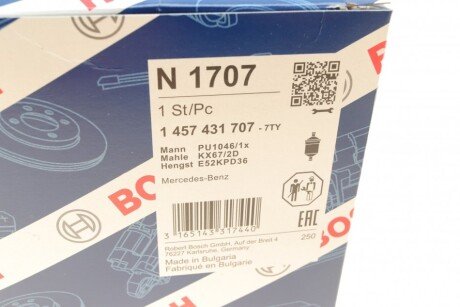 BOSCH
N 1707
1 St/Pc
1 457 431 707 - 7TY
Mann PU1046/1x
Mahle KX67/2D
Hengst E52KPD36
Mercedes-Benz
3 165143 317440
EAC
Robert Bosch GmbH, Auf der Breit 4
76227 Karlsruhe, Germany
250
Made in Bulgaria
Fabriqué en Bulgarie
BOSCH